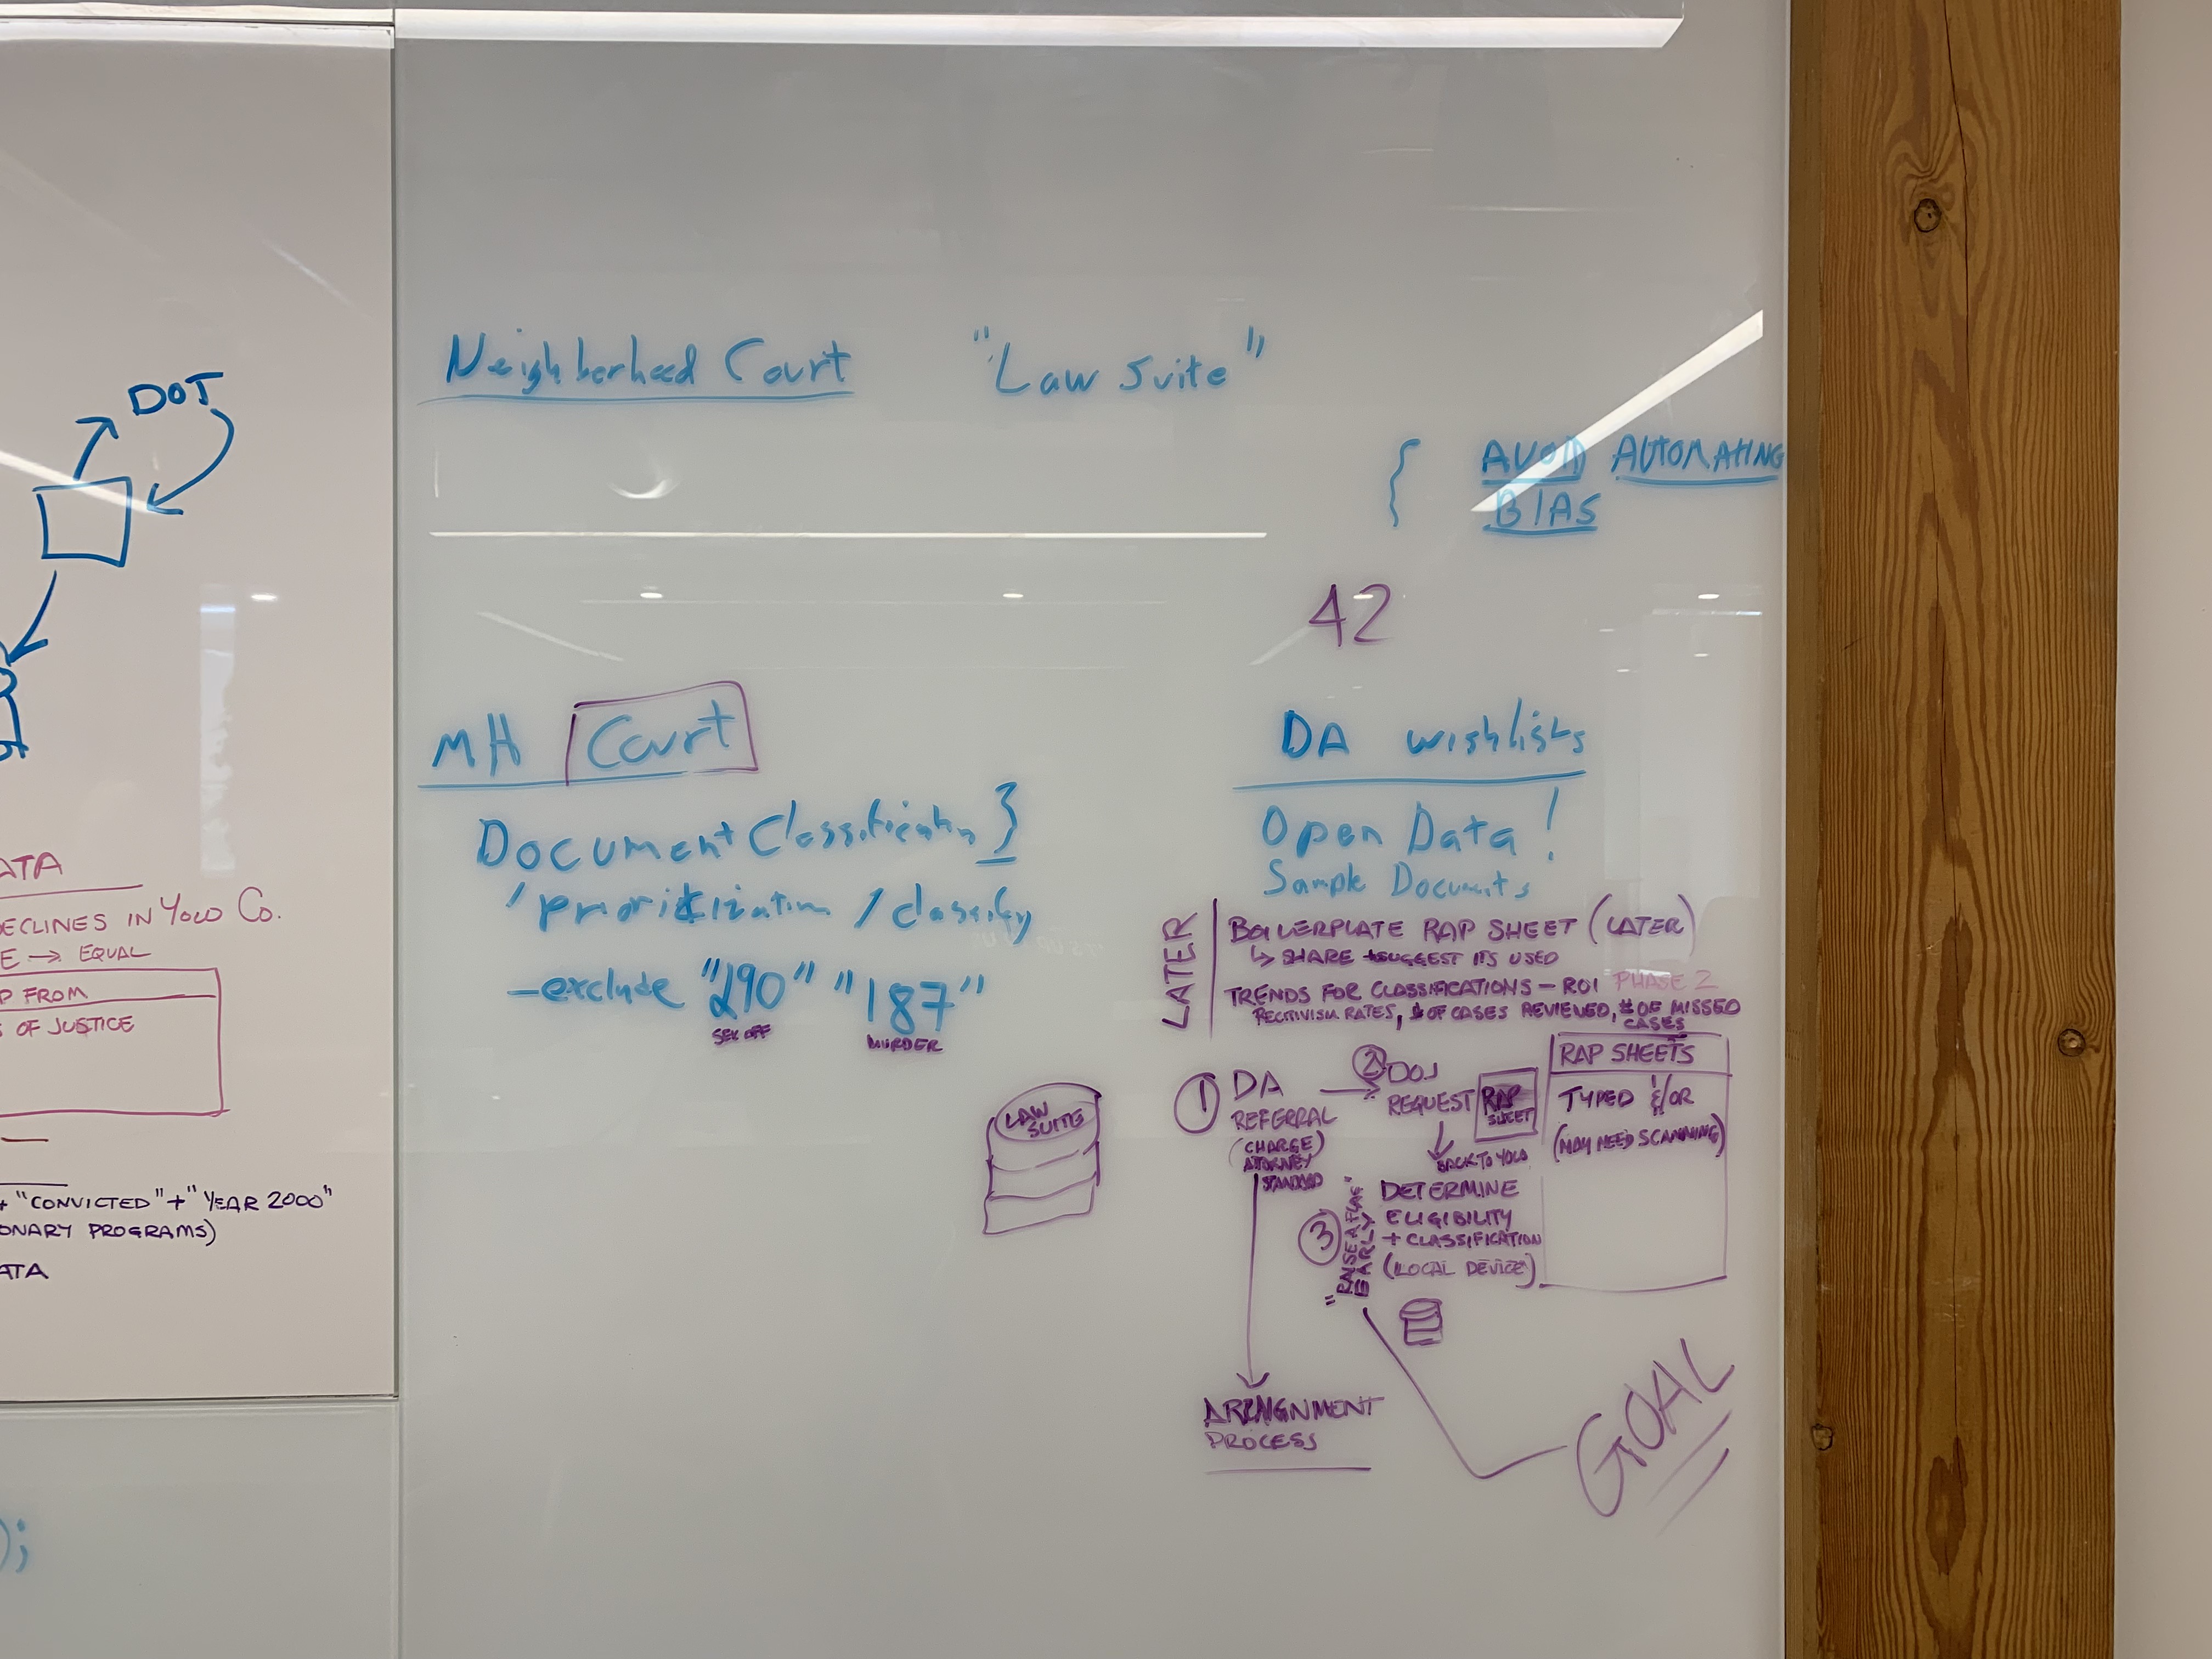 DOJ
ATA
ECLINES IN YOLO CO.
E → EQUAL
P FROM
S OF JUSTICE
+ "CONVICTED" + "YEAR 2000"
ONARY PROGRAMS)
ATA
);
Neighborhood Court
"Law Suite"
{ AVOID AUTOMATING
BIAS
42
MH Court
Document Classification }
/ prioritization / classify
- exclude "290" "187"
SEX OFF MURDER
LAW
SUITE
DA wishlists
Open Data!
Sample Documents
LATER
BOILERPLATE RAP SHEET (LATER)
↳ SHARE + SUGGEST ITS USED
TRENDS FOR CLASSIFICATIONS - ROI PHASE 2
RECITIVISM RATES, # OF CASES REVIEWED, # OF MISSED
CASES
① DA → ② DOJ
REFERRAL
(CHARGE)
ATTORNEY
STANDARD
REQUEST RAP
SHEET
BACK TO YOLO
RAP SHEETS
TYPED &/OR
(MAY NEED SCANNING)
③ "RAISE A FLAG
EARLY"
DETERMINE
ELIGIBILITY
+ CLASSIFICATION
(LOCAL DEVICE)
ARRAIGNMENT
PROCESS
GOAL